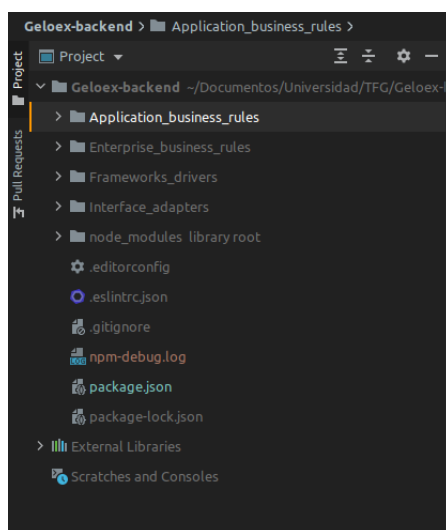 Geloex-backend > Application_business_rules >
Project
Project
Geloex-backend ~/Documentos/Universidad/TFG/Geloex-
Application_business_rules
Enterprise_business_rules
Pull Requests
Frameworks_drivers
Interface_adapters
node_modules library root
.editorconfig
.eslintrc.json
.gitignore
LOG npm-debug.log
package.json
package-lock.json
External Libraries
Scratches and Consoles